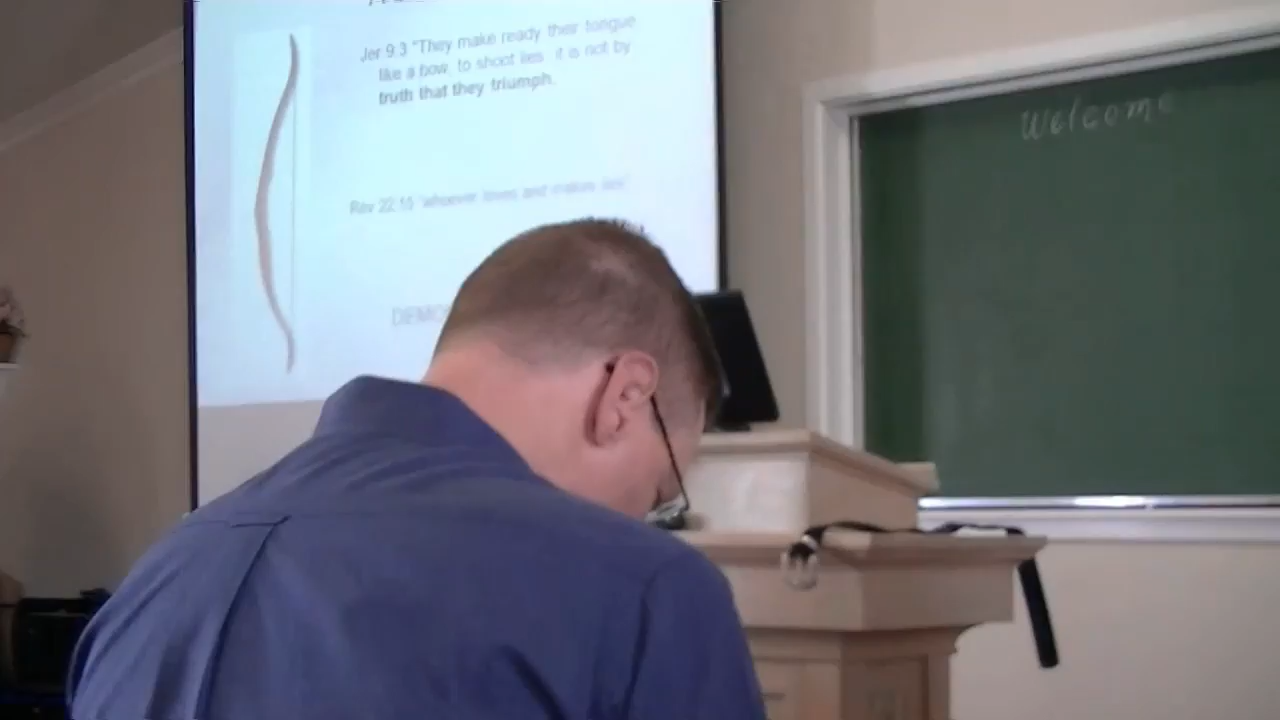 Jer 9:3 "They make ready their tongue
like a bow, to shoot lies it is not by
truth that they triumph.
Rev 22:15 "whoever loves and makes lies"
Welcome